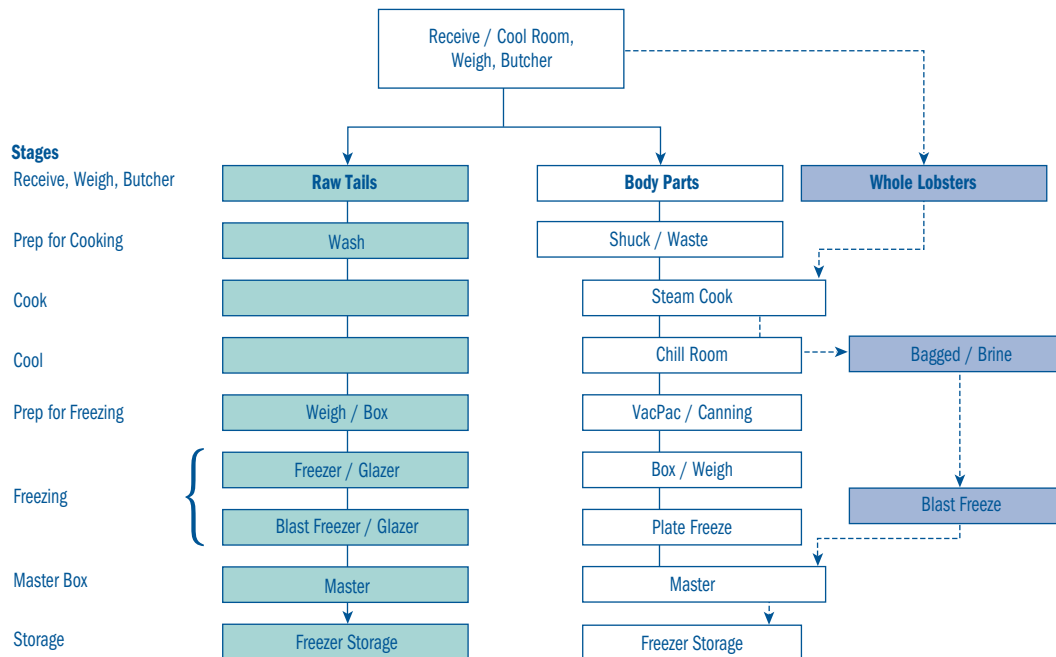 Receive / Cool Room,
Weigh, Butcher
Stages
Receive, Weigh, Butcher
Raw Tails
Body Parts
Whole Lobsters
Prep for Cooking
Wash
Shuck / Waste
Cook
Steam Cook
Cool
Chill Room
Bagged / Brine
Prep for Freezing
Weigh / Box
VacPac / Canning
Freezing
Freezer / Glazer
Box / Weigh
Blast Freeze
Blast Freezer / Glazer
Plate Freeze
Master Box
Master
Master
Storage
Freezer Storage
Freezer Storage